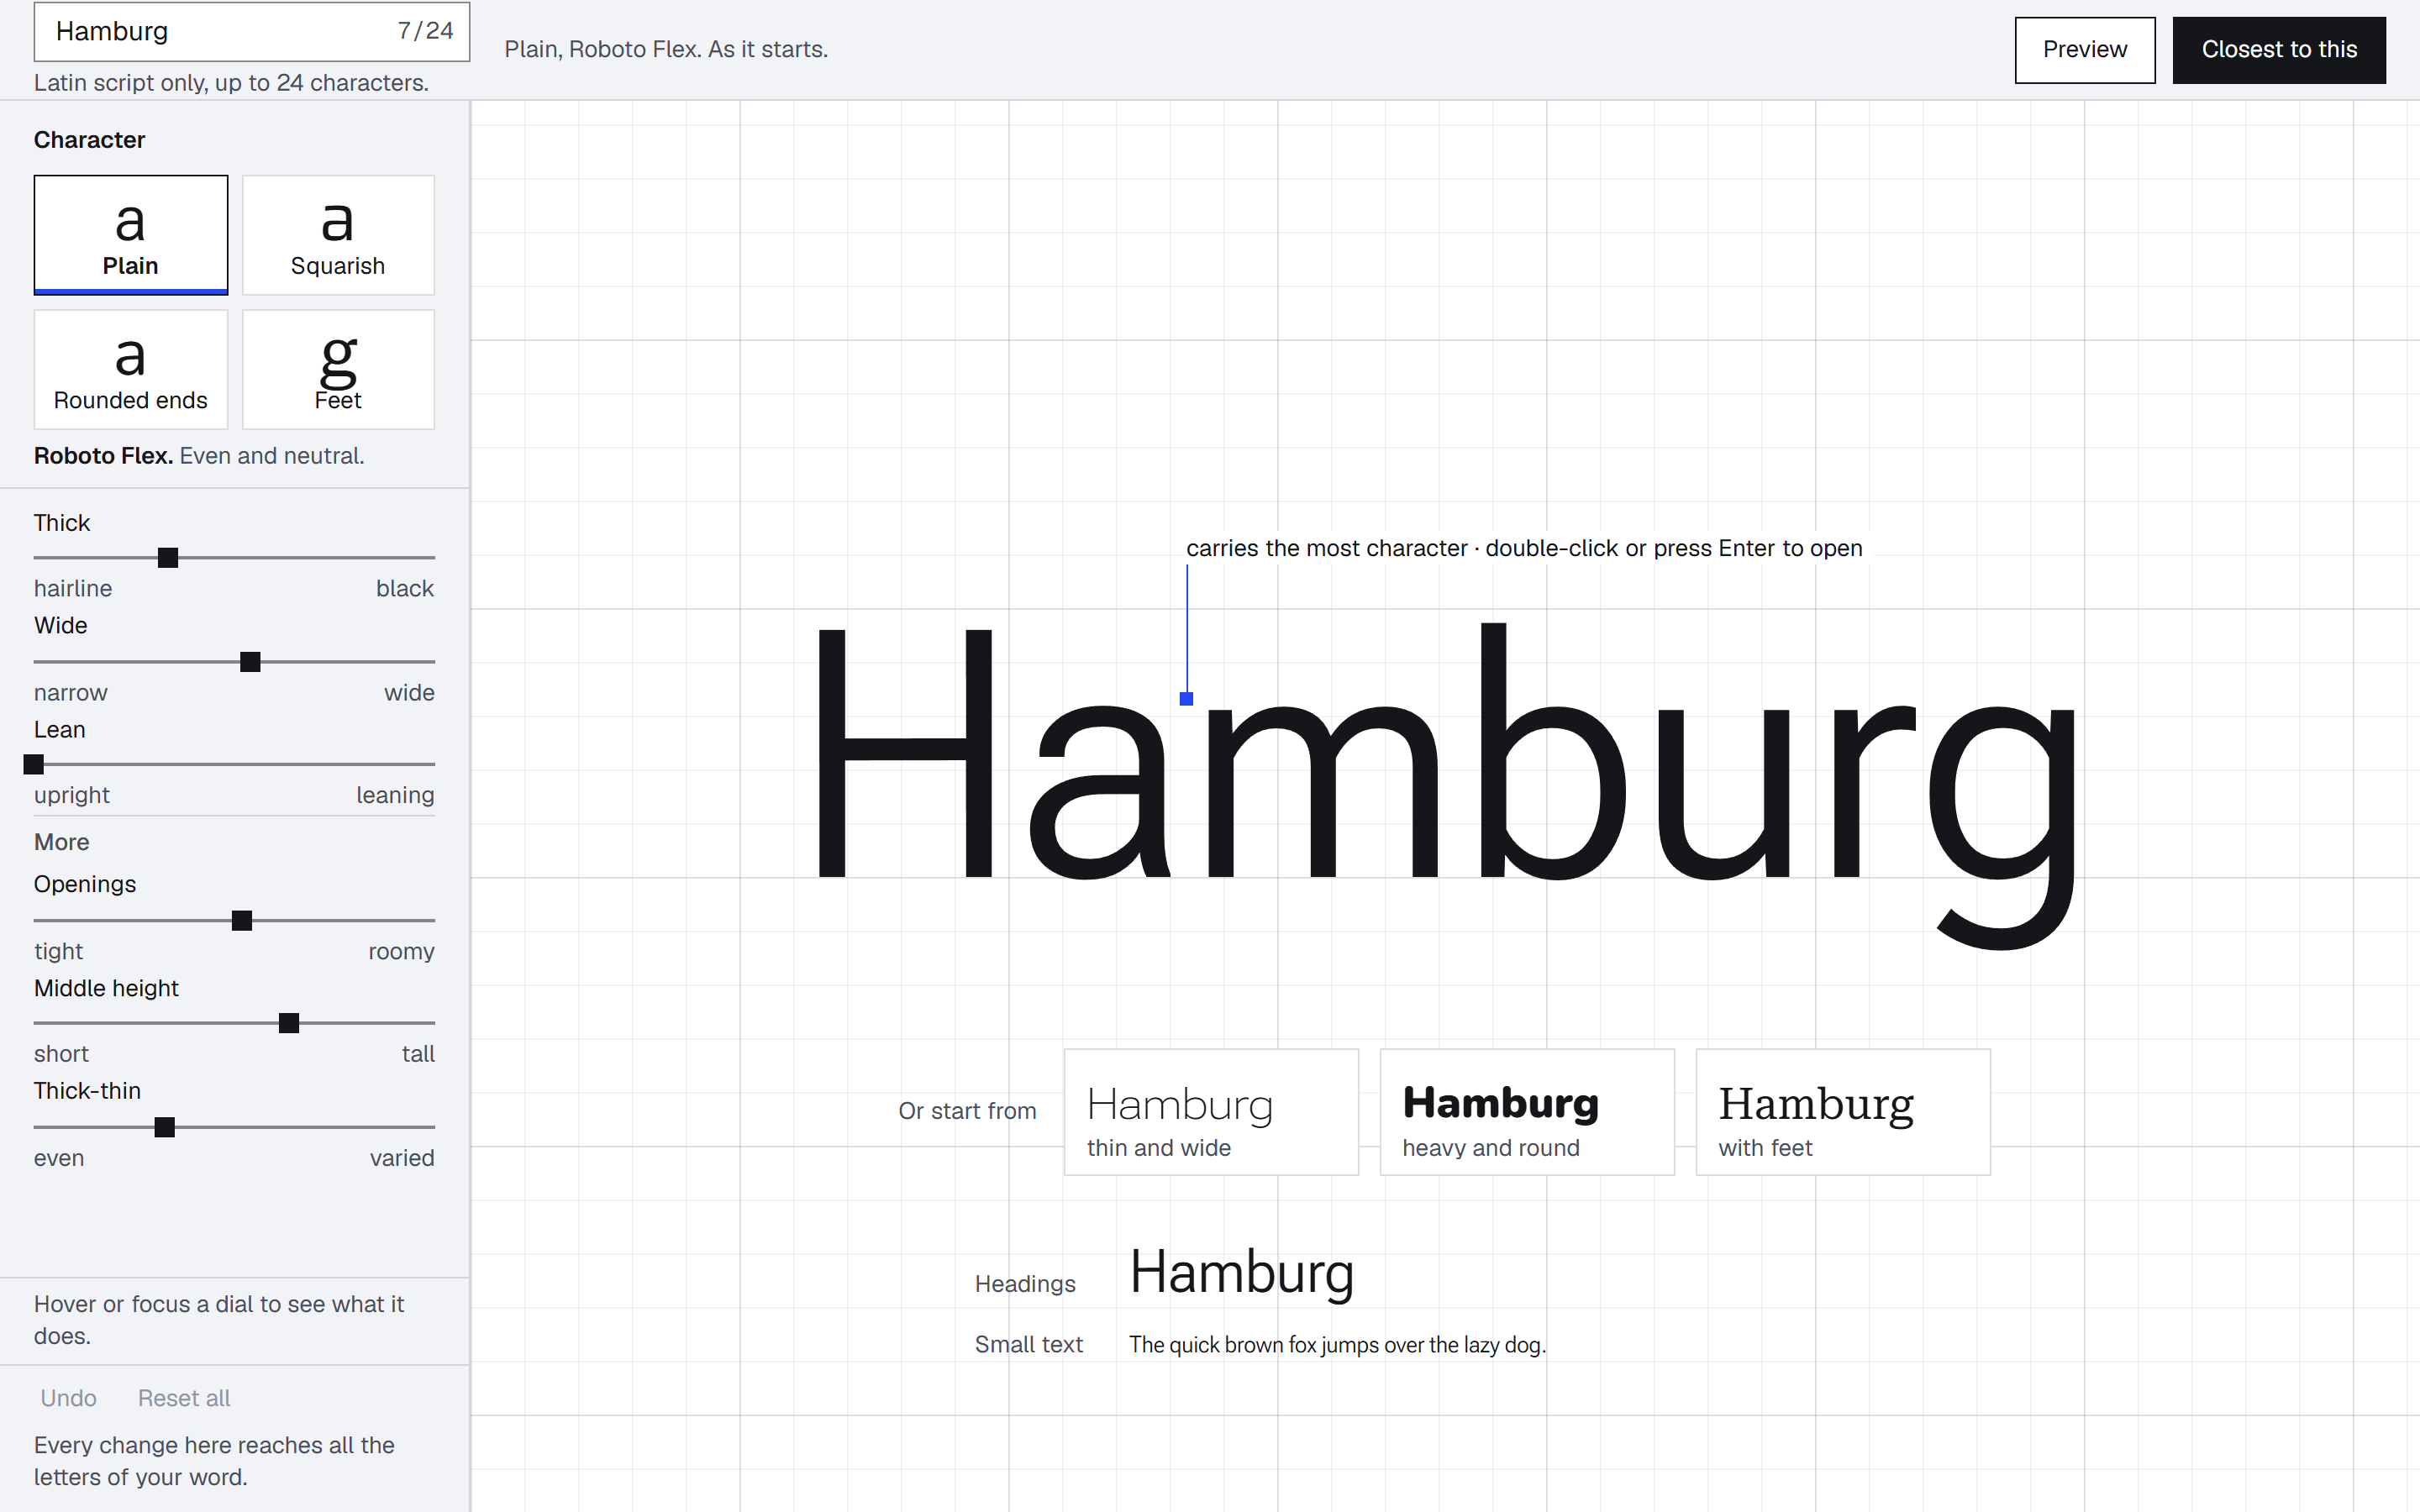 Hamburg 7/24
Latin script only, up to 24 characters.
Plain, Roboto Flex. As it starts.
Preview
Closest to this
Character
a
Plain
a
Squarish
a
Rounded ends
g
Feet
Roboto Flex. Even and neutral.
Thick
hairline black
Wide
narrow wide
Lean
upright leaning
More
Openings
tight roomy
Middle height
short tall
Thick-thin
even varied
Hover or focus a dial to see what it
does.
Undo Reset all
Every change here reaches all the
letters of your word.
carries the most character · double-click or press Enter to open
Hamburg
Or start from
Hamburg
thin and wide
Hamburg
heavy and round
Hamburg
with feet
Headings Hamburg
Small text The quick brown fox jumps over the lazy dog.